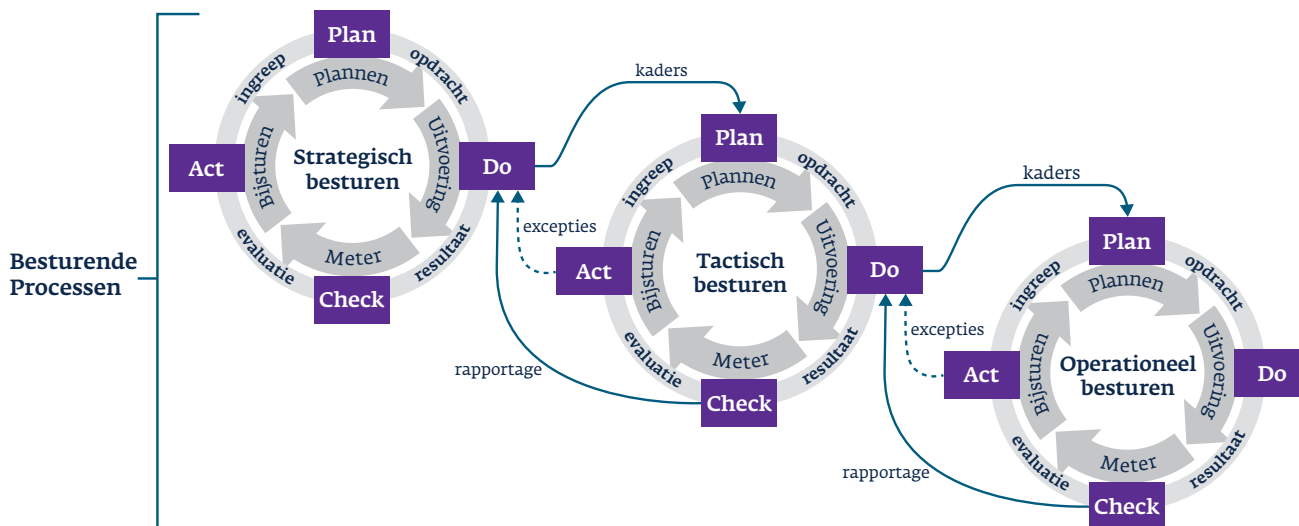 Besturende
Processen
Plan
ingreep
Plannen
opdracht
Act
Bijsturen
Strategisch
besturen
Uitvoering
Do
evaluatie
Meter
resultaat
Check
kaders
excepties
rapportage
Plan
ingreep
Plannen
opdracht
Act
Bijsturen
Tactisch
besturen
Uitvoering
Do
evaluatie
Meter
resultaat
Check
kaders
excepties
rapportage
Plan
ingreep
Plannen
opdracht
Act
Bijsturen
Operationeel
besturen
Uitvoering
Do
evaluatie
Meter
resultaat
Check